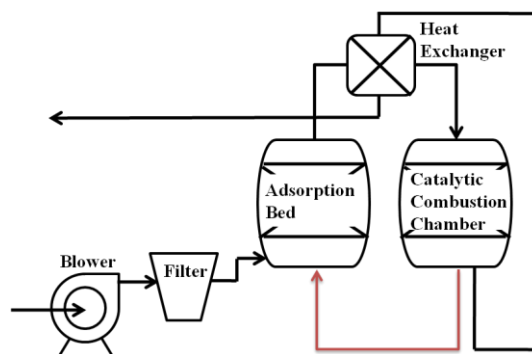 Heat
Exchanger
Adsorption
Bed
Catalytic
Combustion
Chamber
Blower
Filter